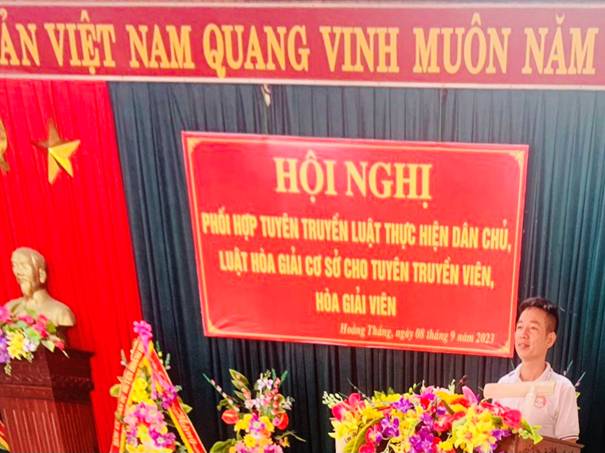 ẢN VIỆT NAM QUANG VINH MUÔN NĂM
HỘI NGHỊ
PHỐI HỢP TUYÊN TRUYỀN LUẬT THỰC HIỆN DÂN CHỦ,
LUẬT HÒA GIẢI CƠ SỞ CHO TUYÊN TRUYỀN VIÊN,
HÒA GIẢI VIÊN
Hoằng Thắng, ngày 08 tháng 9 năm 2023